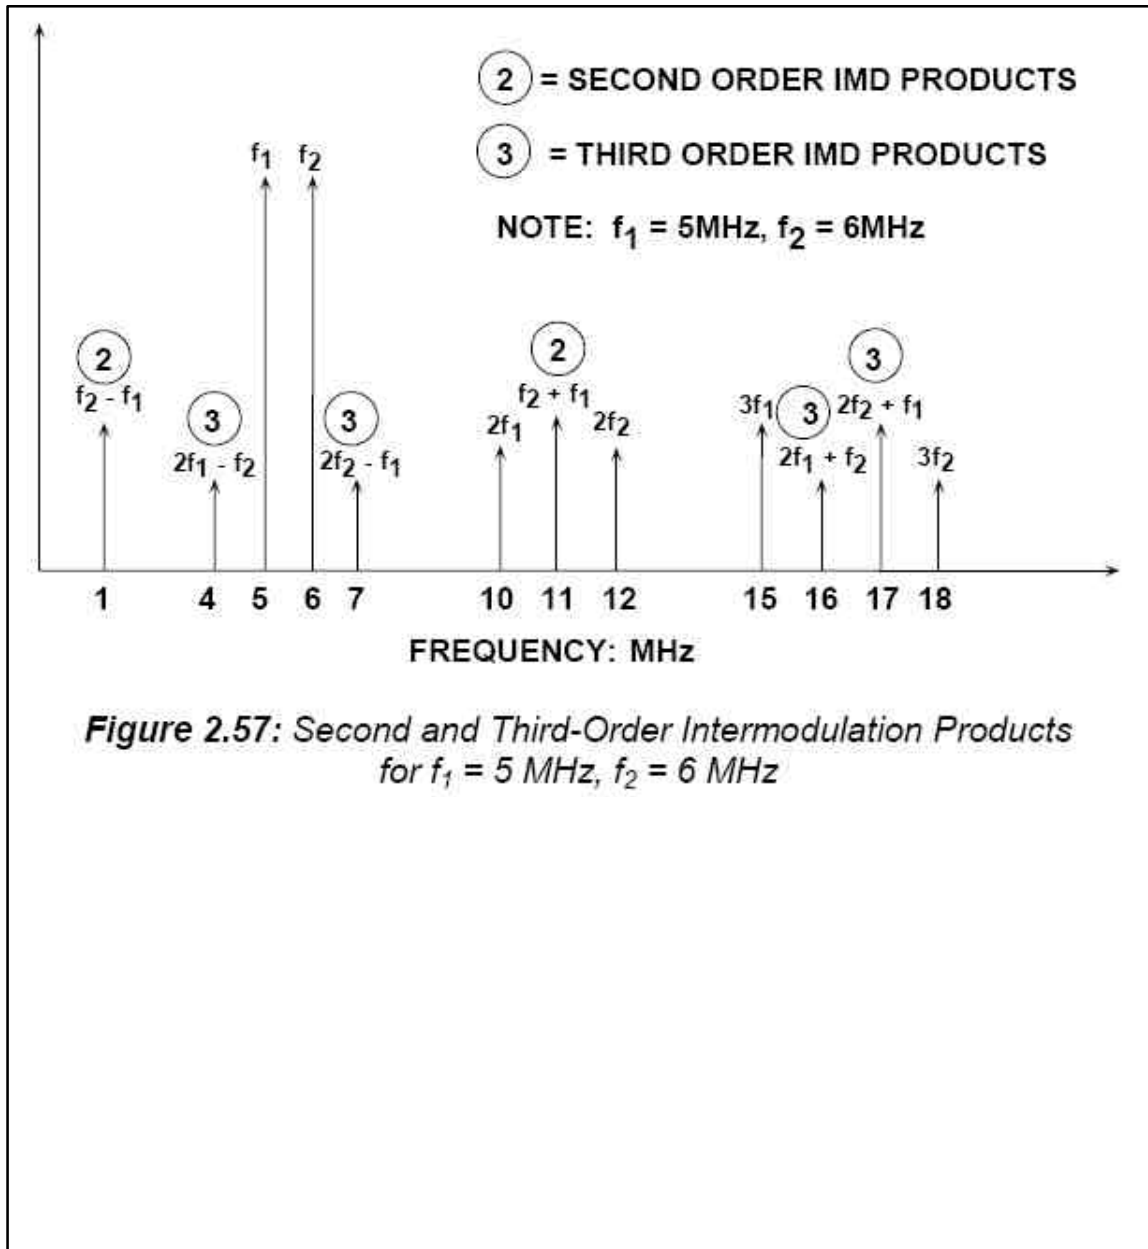 ② = SECOND ORDER IMD PRODUCTS
③ = THIRD ORDER IMD PRODUCTS
NOTE: f₁ = 5MHz, f₂ = 6MHz
f₁ f₂
②
f₂ - f₁
③
2f₁ - f₂
③
2f₂ - f₁
2f₁
②
f₂ + f₁
2f₂
3f₁
③
2f₁ + f₂
③
2f₂ + f₁
3f₂
1 4 5 6 7 10 11 12 15 16 17 18
FREQUENCY: MHz
Figure 2.57: Second and Third-Order Intermodulation Products
for f₁ = 5 MHz, f₂ = 6 MHz